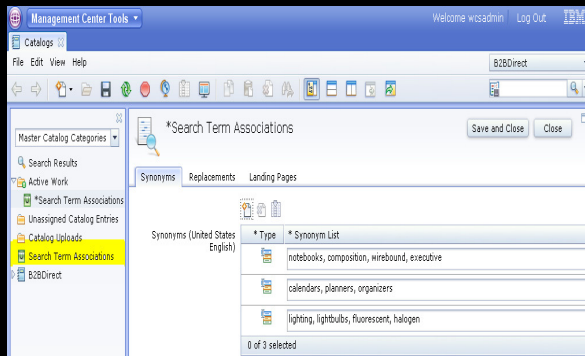 Management Center Tools
Welcome wcsadmin Log Out IBM
Catalogs
File Edit View Help
B2BDirect
Master Catalog Categories
*Search Term Associations
Save and Close
Close
Search Results
Active Work
*Search Term Associations
Unassigned Catalog Entries
Catalog Uploads
Search Term Associations
B2BDirect
Synonyms Replacements Landing Pages
Synonyms (United States
English)
* Type * Synonym List
notebooks, composition, wirebound, executive
calendars, planners, organizers
lighting, lightbulbs, fluorescent, halogen
0 of 3 selected